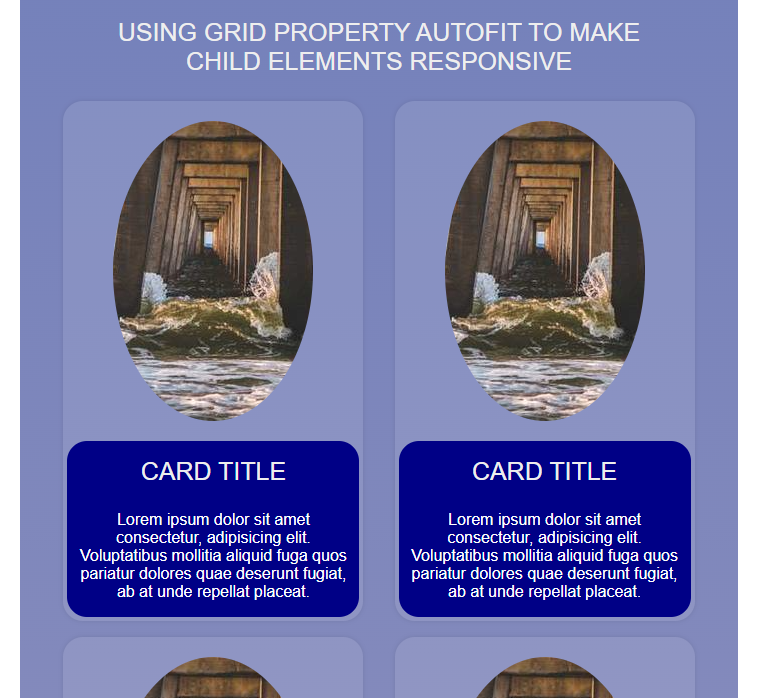 USING GRID PROPERTY AUTOFIT TO MAKE
CHILD ELEMENTS RESPONSIVE
CARD TITLE
Lorem ipsum dolor sit amet
consectetur, adipisicing elit.
Voluptatibus mollitia aliquid fuga quos
pariatur dolores quae deserunt fugiat,
ab at unde repellat placeat.
CARD TITLE
Lorem ipsum dolor sit amet
consectetur, adipisicing elit.
Voluptatibus mollitia aliquid fuga quos
pariatur dolores quae deserunt fugiat,
ab at unde repellat placeat.